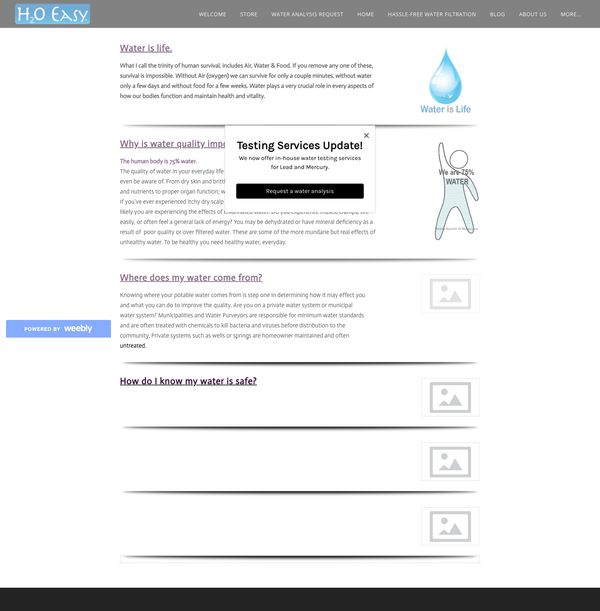 H2O Easy
WELCOME STORE WATER ANALYSIS REQUEST HOME HASSLE-FREE WATER FILTRATION BLOG ABOUT US MORE...
Water is life.
What I call the trinity of human survival, includes Air, Water & Food. If you remove any one of these,
survival is impossible. Without Air (oxygen) we can survive for only a couple minutes, without water
only a few days and without food for a few weeks. Water plays a very crucial role in every aspects of
how our bodies function and maintain health and vitality.
Water is Life
Why is water quality impo
The human body is 75% water.
The quality of water in your everyday life
even be aware of. From dry skin and britt
and nutrients to proper organ function; w
If you've ever experienced itchy dry scalp
likely you are experiencing the effects of
easily, or often feel a general lack of energy? You may be dehydrated or have mineral deficiency as a
result of poor quality or over filtered water. These are some of the more mundane but real effects of
unhealthy water. To be healthy you need healthy water, everyday.
Testing Services Update!
We now offer in-house water testing services
for Lead and Mercury.
Request a water analysis
We are 75%
WATER
Where does my water come from?
Knowing where your potable water comes from is step one in determining how it may effect you
and what you can do to improve the quality. Are you on a private water system or municipal
water system? Municipalities and Water Purveyors are responsible for minimum water standards
and are often treated with chemicals to kill bacteria and viruses before distribution to the
community, Private systems such as wells or springs are homeowner maintained and often
untreated.
POWERED BY weebly
How do I know my water is safe?